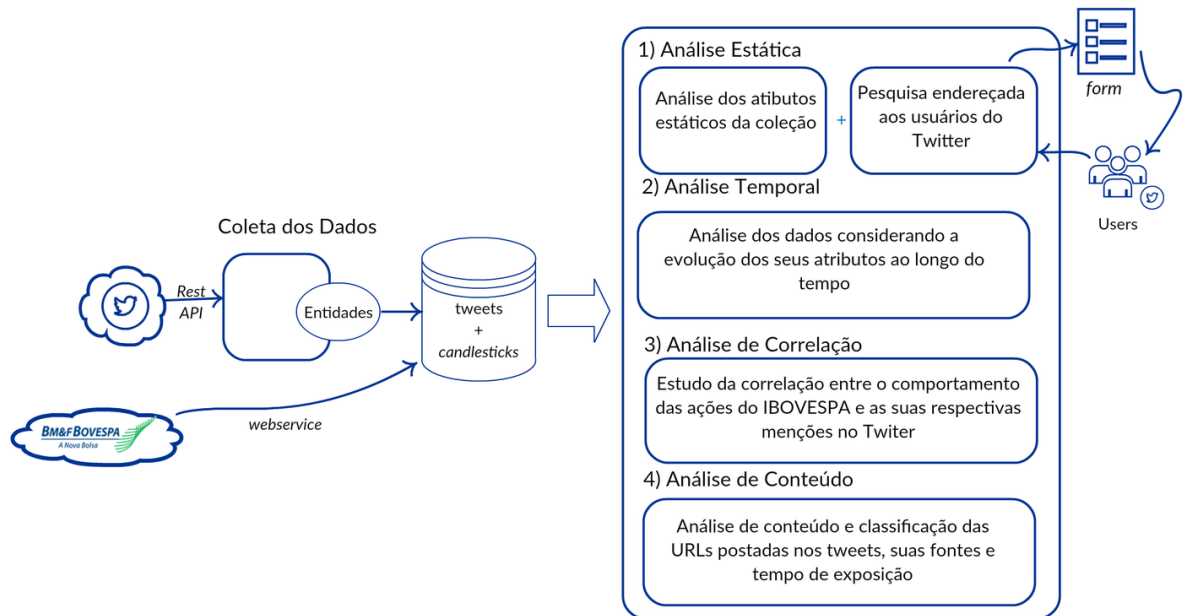 Coleta dos Dados
Rest
API
Entidades
tweets
+
candlesticks
BM&FBOVESPA
A Nova Bolsa
webservice
1) Análise Estática
Análise dos atibutos
estáticos da coleção
+
Pesquisa endereçada
aos usuários do
Twitter
form
Users
2) Análise Temporal
Análise dos dados considerando a
evolução dos seus atributos ao longo do
tempo
3) Análise de Correlação
Estudo da correlação entre o comportamento
das ações do IBOVESPA e as suas respectivas
menções no Twiter
4) Análise de Conteúdo
Análise de conteúdo e classificação das
URLs postadas nos tweets, suas fontes e
tempo de exposição